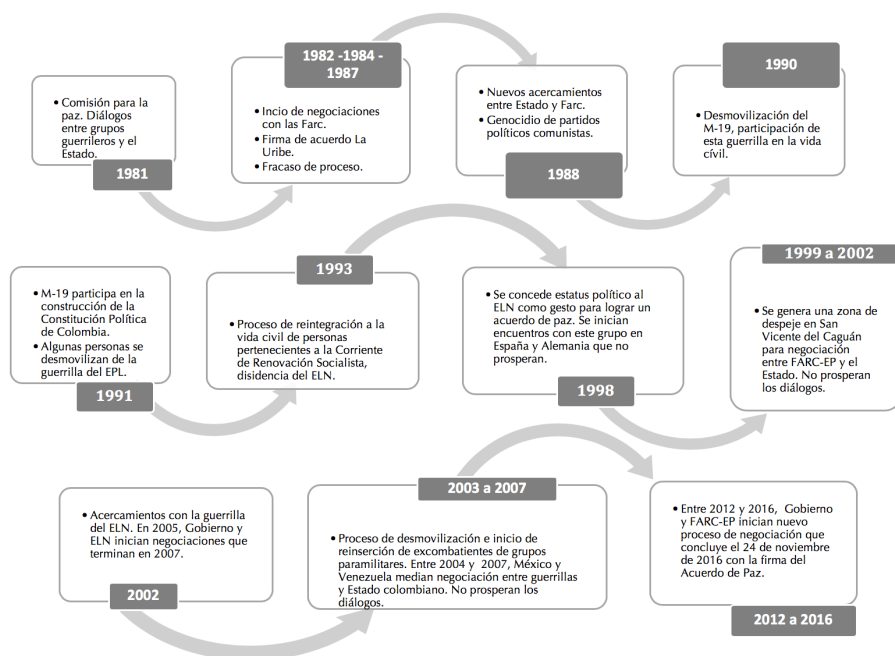 • Comisión para la
paz. Diálogos
entre grupos
guerrileros y el
Estado.
1981
1982 -1984 -
1987
• Incio de negociaciones
con las Farc.
• Firma de acuerdo La
Uribe.
• Fracaso de proceso.
• Nuevos acercamientos
entre Estado y Farc.
• Genocidio de partidos
políticos comunistas.
1988
1990
• Desmovilización del
M-19, participación de
esta guerrilla en la vida
cívil.
• M-19 participa en la
construcción de la
Constitución Política
de Colombia.
• Algunas personas se
desmovilizan de la
guerrilla del EPL.
1991
1993
• Proceso de reintegración a la
vida civil de personas
pertenecientes a la Corriente
de Renovación Socialista,
disidencia del ELN.
• Se concede estatus político al
ELN como gesto para lograr un
acuerdo de paz. Se inician
encuentros con este grupo en
España y Alemania que no
prosperan.
1998
1999 a 2002
• Se genera una zona de
despeje en San
Vicente del Caguán
para negociación
entre FARC-EP y el
Estado. No prosperan
los diálogos.
• Acercamientos con la guerrilla
del ELN. En 2005, Gobierno y
ELN inician negociaciones que
terminan en 2007.
2002
2003 a 2007
• Proceso de desmovilización e inicio de
reinserción de excombatientes de grupos
paramilitares. Entre 2004 y 2007, México y
Venezuela median negociación entre guerrillas
y Estado colombiano. No prosperan los
diálogos.
• Entre 2012 y 2016, Gobierno
y FARC-EP inician nuevo
proceso de negociación que
concluye el 24 de noviembre
de 2016 con la firma del
Acuerdo de Paz.
2012 a 2016